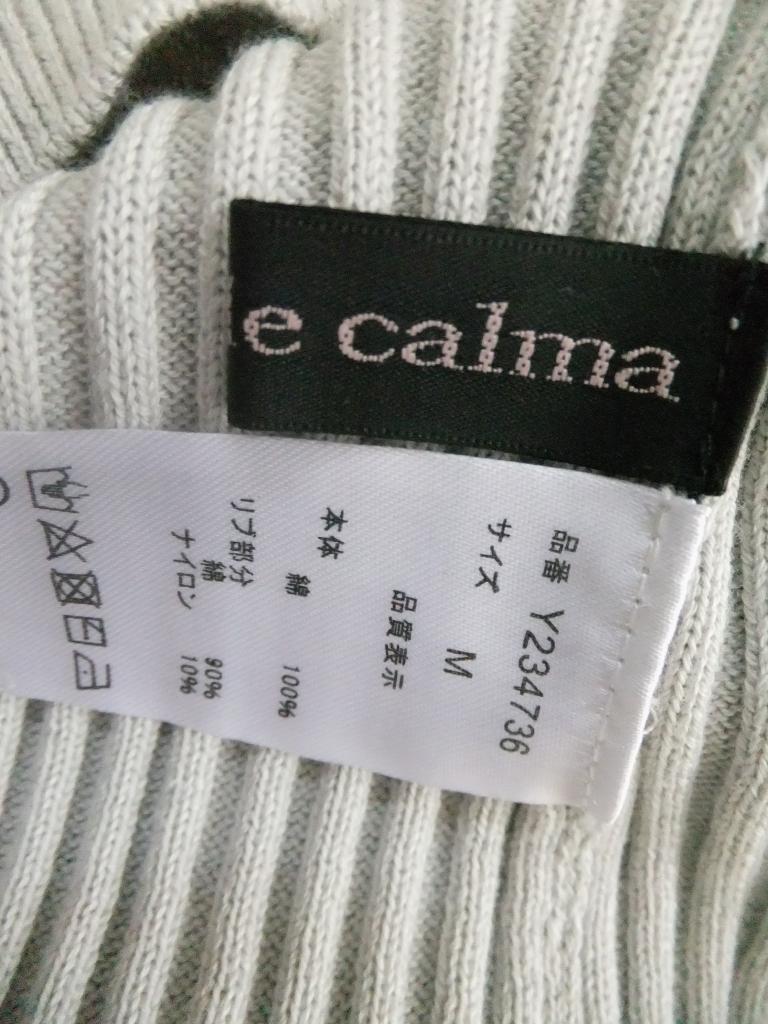 e calma
品番 Y234736
サイズ M
品質表示
本体 綿 100%
リブ部分
綿 90%
ナイロン 10%